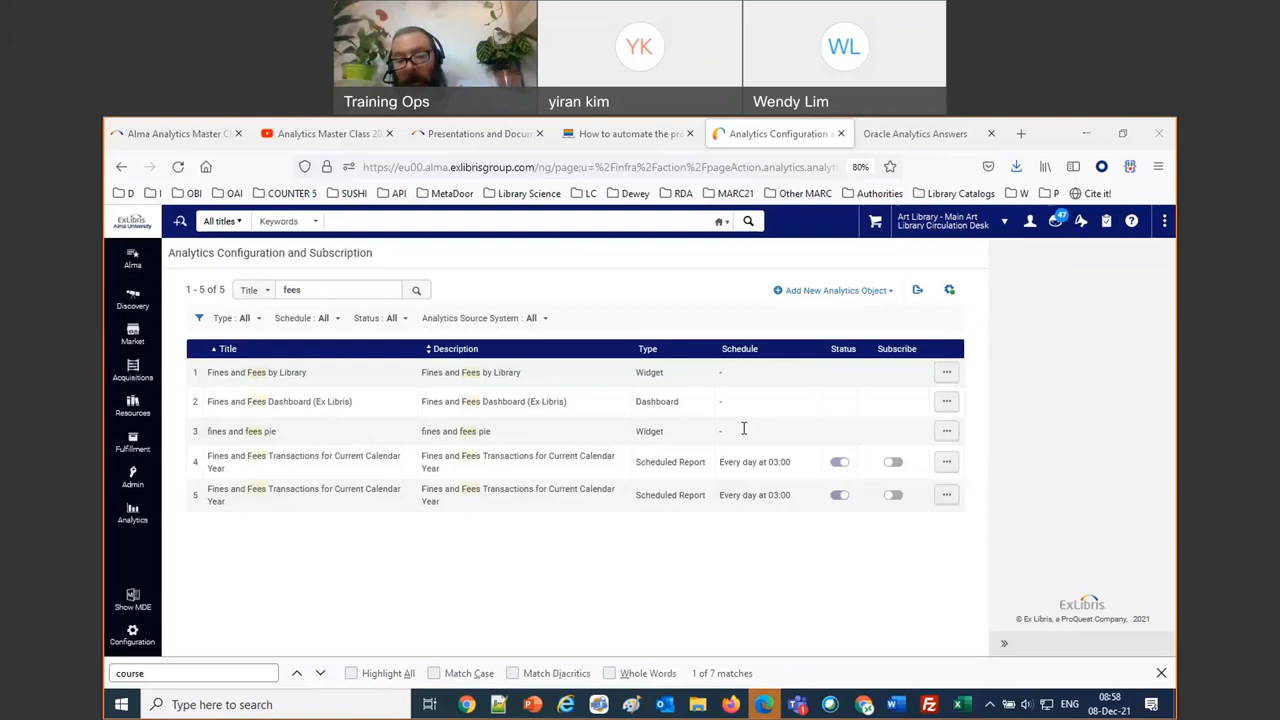 YK
WL
Training Ops
yiran kim
Wendy Lim
Alma Analytics Master Cl
Analytics Master Class 20
Presentations and Docum
How to automate the pro
Analytics Configuration a
Oracle Analytics Answers
https://eu00.alma.exlibrisgroup.com/ng/page;u=%2Finfra%2Faction%2FpageAction.analytics.analyti
80%
D
I
OBI
OAI
COUNTER 5
SUSHI
API
MetaDoor
Library Science
LC
Dewey
RDA
MARC21
Other MARC
Authorities
Library Catalogs
W
P
Cite it!
ExLibris
Alma University
All titles
Keywords
Art Library - Main Art
Library Circulation Desk
47
Alma
Discovery
Market
Acquisitions
Resources
Fulfillment
Admin
Analytics
Show MDE
Configuration
Analytics Configuration and Subscription
1 - 5 of 5
Title
fees
Add New Analytics Object
Type : All
Schedule : All
Status : All
Analytics Source System : All
Title Description Type Schedule Status Subscribe
1 Fines and Fees by Library Fines and Fees by Library Widget -
2 Fines and Fees Dashboard (Ex Libris) Fines and Fees Dashboard (Ex Libris) Dashboard -
3 fines and fees pie fines and fees pie Widget -
4 Fines and Fees Transactions for Current Calendar Year Fines and Fees Transactions for Current Calendar Year Scheduled Report Every day at 03:00
5 Fines and Fees Transactions for Current Calendar Year Fines and Fees Transactions for Current Calendar Year Scheduled Report Every day at 03:00
ExLibris
© Ex Libris, a ProQuest Company, 2021
course
Highlight All
Match Case
Match Diacritics
Whole Words
1 of 7 matches
Type here to search
ENG
08:58
08-Dec-21